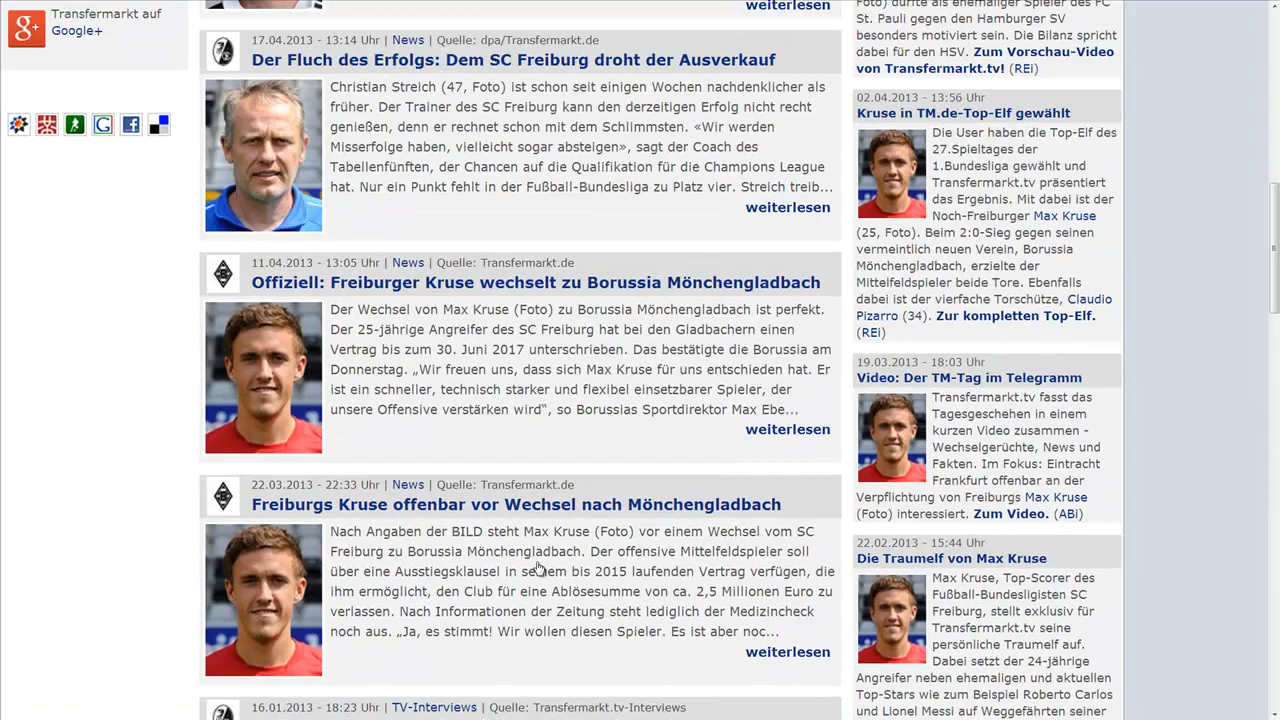 Transfermarkt auf
Google+
weiterlesen
17.04.2013 - 13:14 Uhr | News | Quelle: dpa/Transfermarkt.de
Der Fluch des Erfolgs: Dem SC Freiburg droht der Ausverkauf
Christian Streich (47, Foto) ist schon seit einigen Wochen nachdenklicher als
früher. Der Trainer des SC Freiburg kann den derzeitigen Erfolg nicht recht
genießen, denn er rechnet schon mit dem Schlimmsten. «Wir werden
Misserfolge haben, vielleicht sogar absteigen», sagt der Coach des
Tabellenfünften, der Chancen auf die Qualifikation für die Champions League
hat. Nur ein Punkt fehlt in der Fußball-Bundesliga zu Platz vier. Streich treib...
weiterlesen
11.04.2013 - 13:05 Uhr | News | Quelle: Transfermarkt.de
Offiziell: Freiburger Kruse wechselt zu Borussia Mönchengladbach
Der Wechsel von Max Kruse (Foto) zu Borussia Mönchengladbach ist perfekt.
Der 25-jährige Angreifer des SC Freiburg hat bei den Gladbachern einen
Vertrag bis zum 30. Juni 2017 unterschrieben. Das bestätigte die Borussia am
Donnerstag. „Wir freuen uns, dass sich Max Kruse für uns entschieden hat. Er
ist ein schneller, technisch starker und flexibel einsetzbarer Spieler, der
unsere Offensive verstärken wird“, so Borussias Sportdirektor Max Ebe...
weiterlesen
22.03.2013 - 22:33 Uhr | News | Quelle: Transfermarkt.de
Freiburgs Kruse offenbar vor Wechsel nach Mönchengladbach
Nach Angaben der BILD steht Max Kruse (Foto) vor einem Wechsel vom SC
Freiburg zu Borussia Mönchengladbach. Der offensive Mittelfeldspieler soll
über eine Ausstiegsklausel in seinem bis 2015 laufenden Vertrag verfügen, die
ihm ermöglicht, den Club für eine Ablösesumme von ca. 2,5 Millionen Euro zu
verlassen. Nach Informationen der Zeitung steht lediglich der Medizincheck
noch aus. „Ja, es stimmt! Wir wollen diesen Spieler. Es ist aber noc...
weiterlesen
16.01.2013 - 18:23 Uhr | TV-Interviews | Quelle: Transfermarkt.tv-Interviews
(Foto) dürfte als ehemaliger Spieler des FC
St. Pauli gegen den Hamburger SV
besonders motiviert sein. Die Bilanz spricht
dabei für den HSV. Zum Vorschau-Video
von Transfermarkt.tv! (REi)
02.04.2013 - 13:56 Uhr
Kruse in TM.de-Top-Elf gewählt
Die User haben die Top-Elf des
27.Spieltages der
1.Bundesliga gewählt und
Transfermarkt.tv präsentiert
das Ergebnis. Mit dabei ist der
Noch-Freiburger Max Kruse
(25, Foto). Beim 2:0-Sieg gegen seinen
vermeintlich neuen Verein, Borussia
Mönchengladbach, erzielte der
Mittelfeldspieler beide Tore. Ebenfalls
dabei ist der vierfache Torschütze, Claudio
Pizarro (34). Zur kompletten Top-Elf.
(REi)
19.03.2013 - 18:03 Uhr
Video: Der TM-Tag im Telegramm
Transfermarkt.tv fasst das
Tagesgeschehen in einem
kurzen Video zusammen -
Wechselgerüchte, News und
Fakten. Im Fokus: Eintracht
Frankfurt offenbar an der
Verpflichtung von Freiburgs Max Kruse
(Foto) interessiert. Zum Video. (ABi)
22.02.2013 - 15:44 Uhr
Die Traumelf von Max Kruse
Max Kruse, Top-Scorer des
Fußball-Bundesligisten SC
Freiburg, stellt exklusiv für
Transfermarkt.tv seine
persönliche Traumelf auf.
Dabei setzt der 24-jährige
Angreifer neben ehemaligen und aktuellen
Top-Stars wie zum Beispiel Roberto Carlos
und Lionel Messi auf Weggefährten seiner